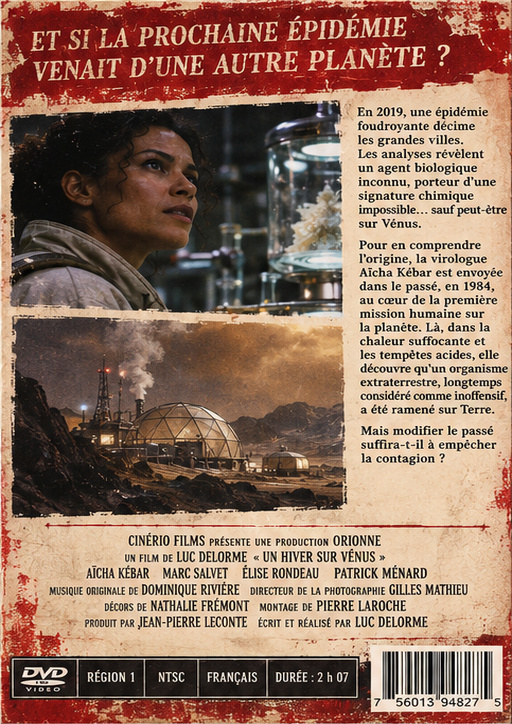 ET SI LA PROCHAINE ÉPIDÉMIE
VENAIT D'UNE AUTRE PLANÈTE ?
En 2019, une épidémie
foudroyante décime
les grandes villes.
Les analyses révèlent
un agent biologique
inconnu, porteur d'une
signature chimique
impossible... sauf peut-être
sur Vénus.
Pour en comprendre
l'origine, la virologue
Aïcha Kébar est envoyée
dans le passé, en 1984,
au cœur de la première
mission humaine sur
la planète. Là, dans la
chaleur suffocante et
les tempêtes acides, elle
découvre qu'un organisme
extraterrestre, longtemps
considéré comme inoffensif,
a été ramené sur Terre.
Mais modifier le passé
suffira-t-il à empêcher
la contagion ?
CINÉRIO FILMS PRÉSENTE UNE PRODUCTION ORIONNE
UN FILM DE LUC DELORME « UN HIVER SUR VÉNUS »
AÏCHA KÉBAR MARC SALVET ÉLISE RONDEAU PATRICK MÉNARD
MUSIQUE ORIGINALE DE DOMINIQUE RIVIÈRE DIRECTEUR DE LA PHOTOGRAPHIE GILLES MATHIEU
DÉCORS DE NATHALIE FRÉMONT MONTAGE DE PIERRE LAROCHE
PRODUIT PAR JEAN-PIERRE LECONTE ÉCRIT ET RÉALISÉ PAR LUC DELORME
DVD VIDEO RÉGION 1 NTSC FRANÇAIS DURÉE : 2 h 07
7 56013 94827 5